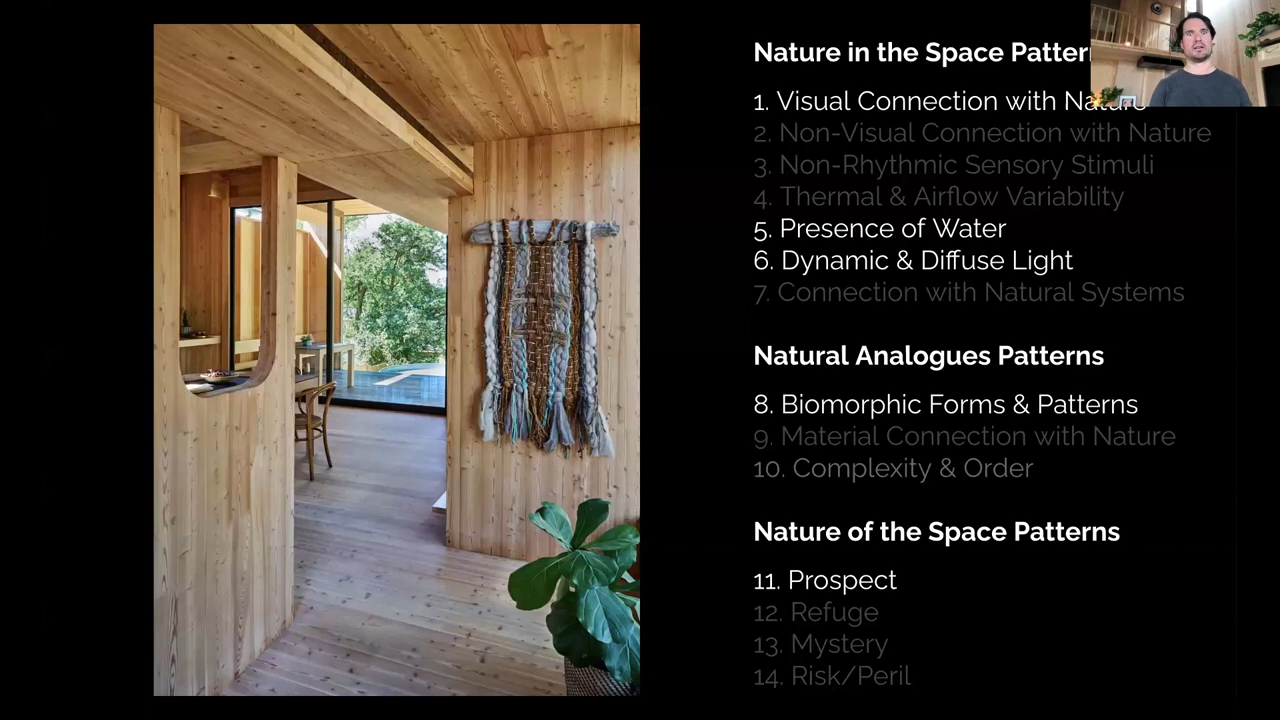 Nature in the Space Patter
1. Visual Connection with Nature
2. Non-Visual Connection with Nature
3. Non-Rhythmic Sensory Stimuli
4. Thermal & Airflow Variability
5. Presence of Water
6. Dynamic & Diffuse Light
7. Connection with Natural Systems
Natural Analogues Patterns
8. Biomorphic Forms & Patterns
9. Material Connection with Nature
10. Complexity & Order
Nature of the Space Patterns
11. Prospect
12. Refuge
13. Mystery
14. Risk/Peril